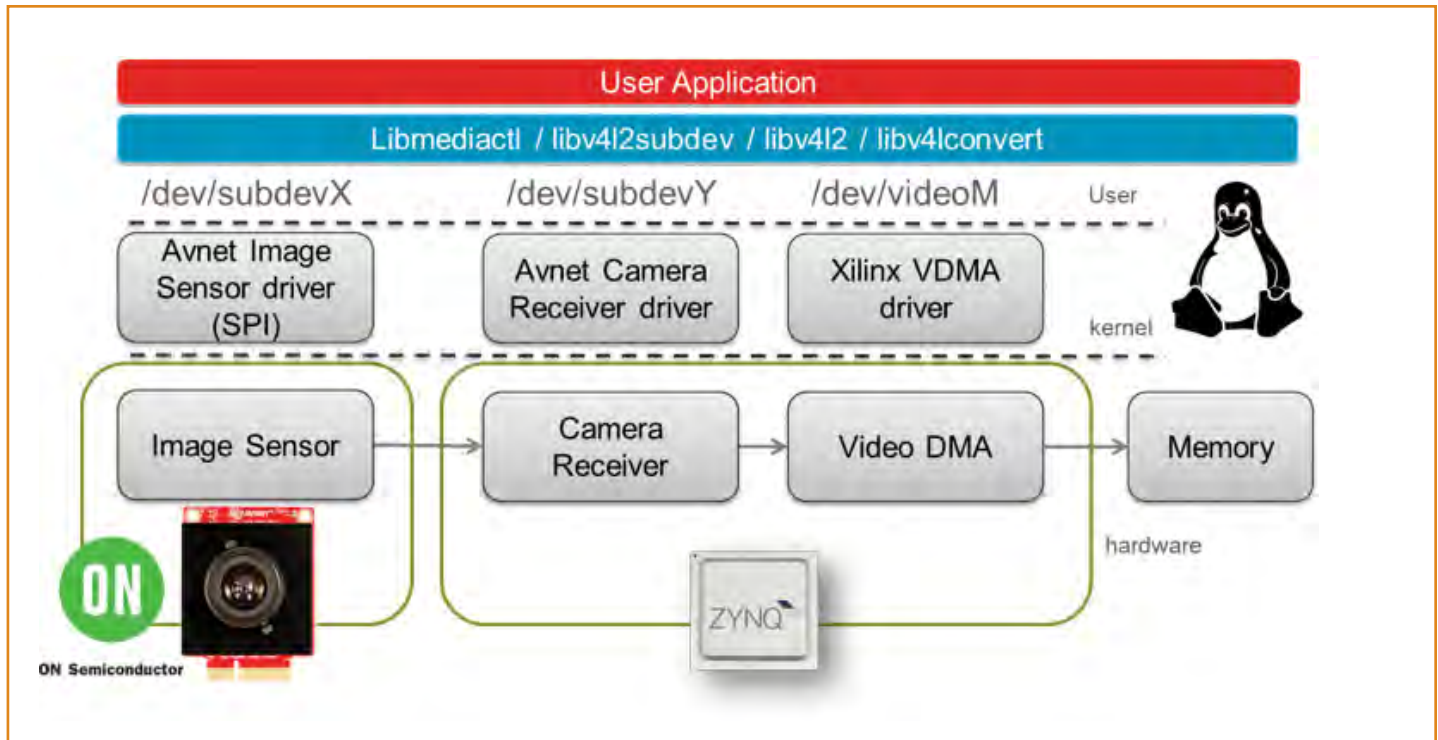 User Application
Libmediactl / libv4l2subdev / libv4l2 / libv4lconvert
/dev/subdevX /dev/subdevY /dev/videoM User
Avnet Image
Sensor driver
(SPI)
Avnet Camera
Receiver driver
Xilinx VDMA
driver
kernel
Image Sensor
Camera
Receiver
Video DMA
Memory
hardware
ON
ON Semiconductor
ZYNQ